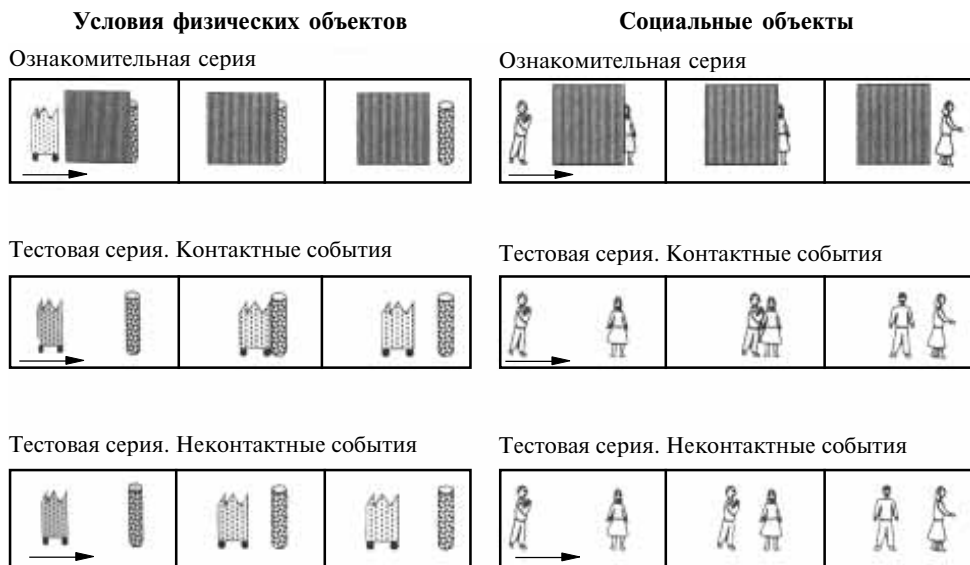 Условия физических объектов
Ознакомительная серия
Тестовая серия. Контактные события
Тестовая серия. Неконтактные события
Социальные объекты
Ознакомительная серия
Тестовая серия. Контактные события
Тестовая серия. Неконтактные события